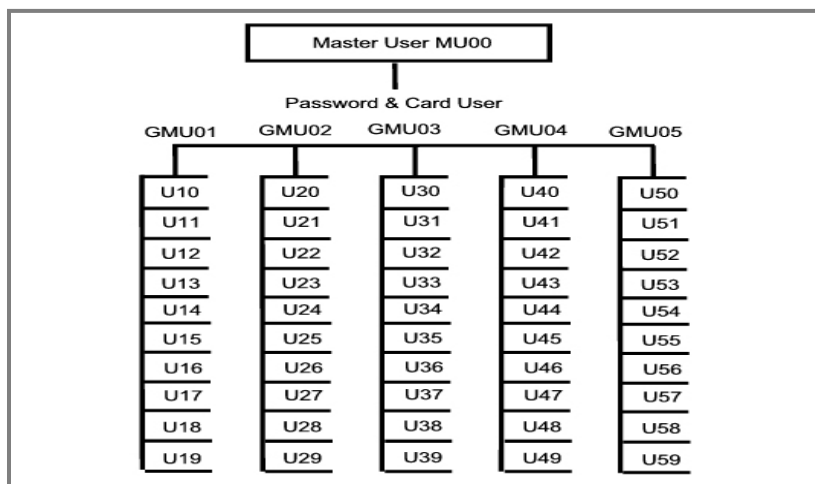 Master User MU00
Password & Card User
GMU01 GMU02 GMU03 GMU04 GMU05
U10 U20 U30 U40 U50
U11 U21 U31 U41 U51
U12 U22 U32 U42 U52
U13 U23 U33 U43 U53
U14 U24 U34 U44 U54
U15 U25 U35 U45 U55
U16 U26 U36 U46 U56
U17 U27 U37 U47 U57
U18 U28 U38 U48 U58
U19 U29 U39 U49 U59